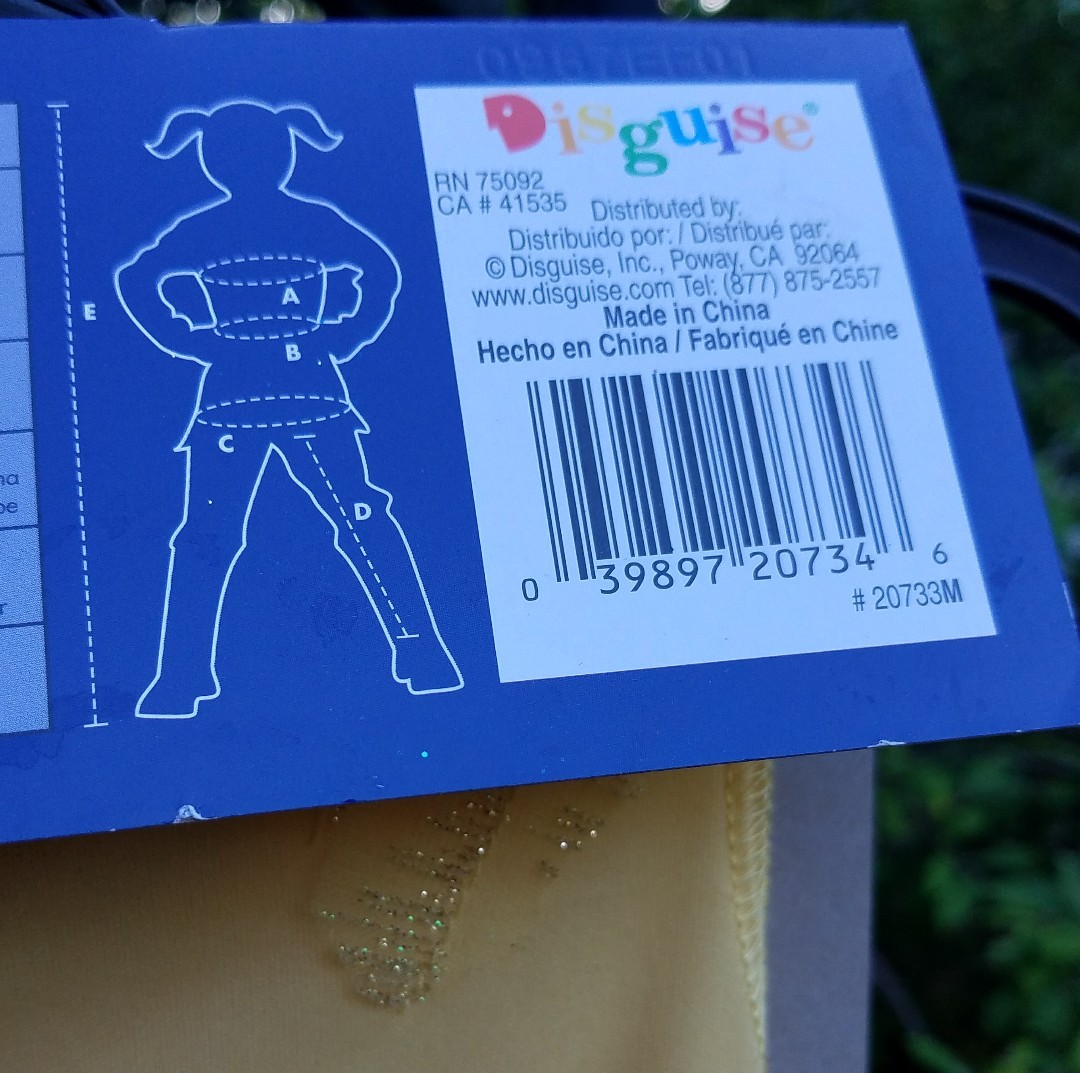 0987EF01
Disguise®
RN 75092
CA # 41535
Distributed by:
Distribuido por: / Distribué par:
© Disguise, Inc., Poway, CA 92064
www.disguise.com Tel: (877) 875-2557
Made in China
Hecho en China / Fabriqué en Chine
0 39897 20734 6
# 20733M
E
A
B
C
D